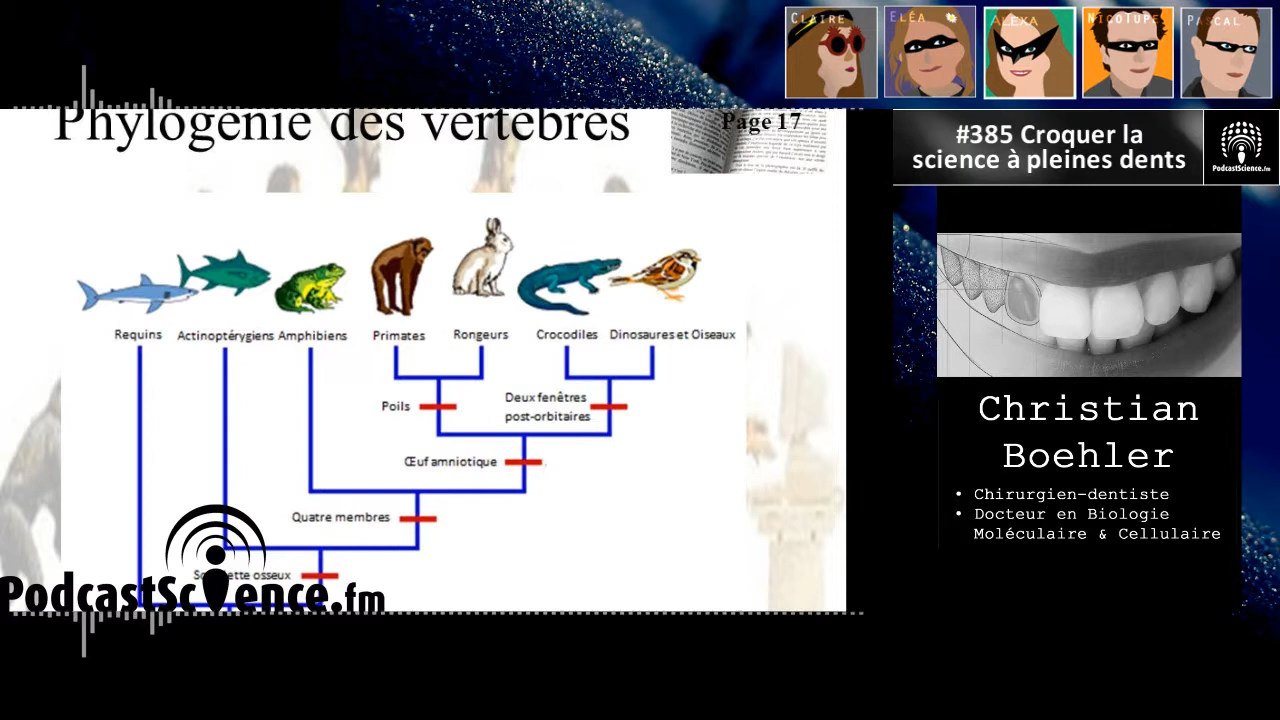 CLAIRE
ELÉA
ALEXA
NICOTUPE
PASCAL
Phylogénie des vertébrés
Page 17
#385 Croquer la
science à pleines dents
PodcastScience.fm
Requins
Actinoptérygiens
Amphibiens
Primates
Rongeurs
Crocodiles
Dinosaures et Oiseaux
Poils
Deux fenêtres
post-orbitaires
Œuf amniotique
Quatre membres
osseux
PodcastScience.fm
Christian
Boehler
• Chirurgien-dentiste
• Docteur en Biologie
Moléculaire & Cellulaire